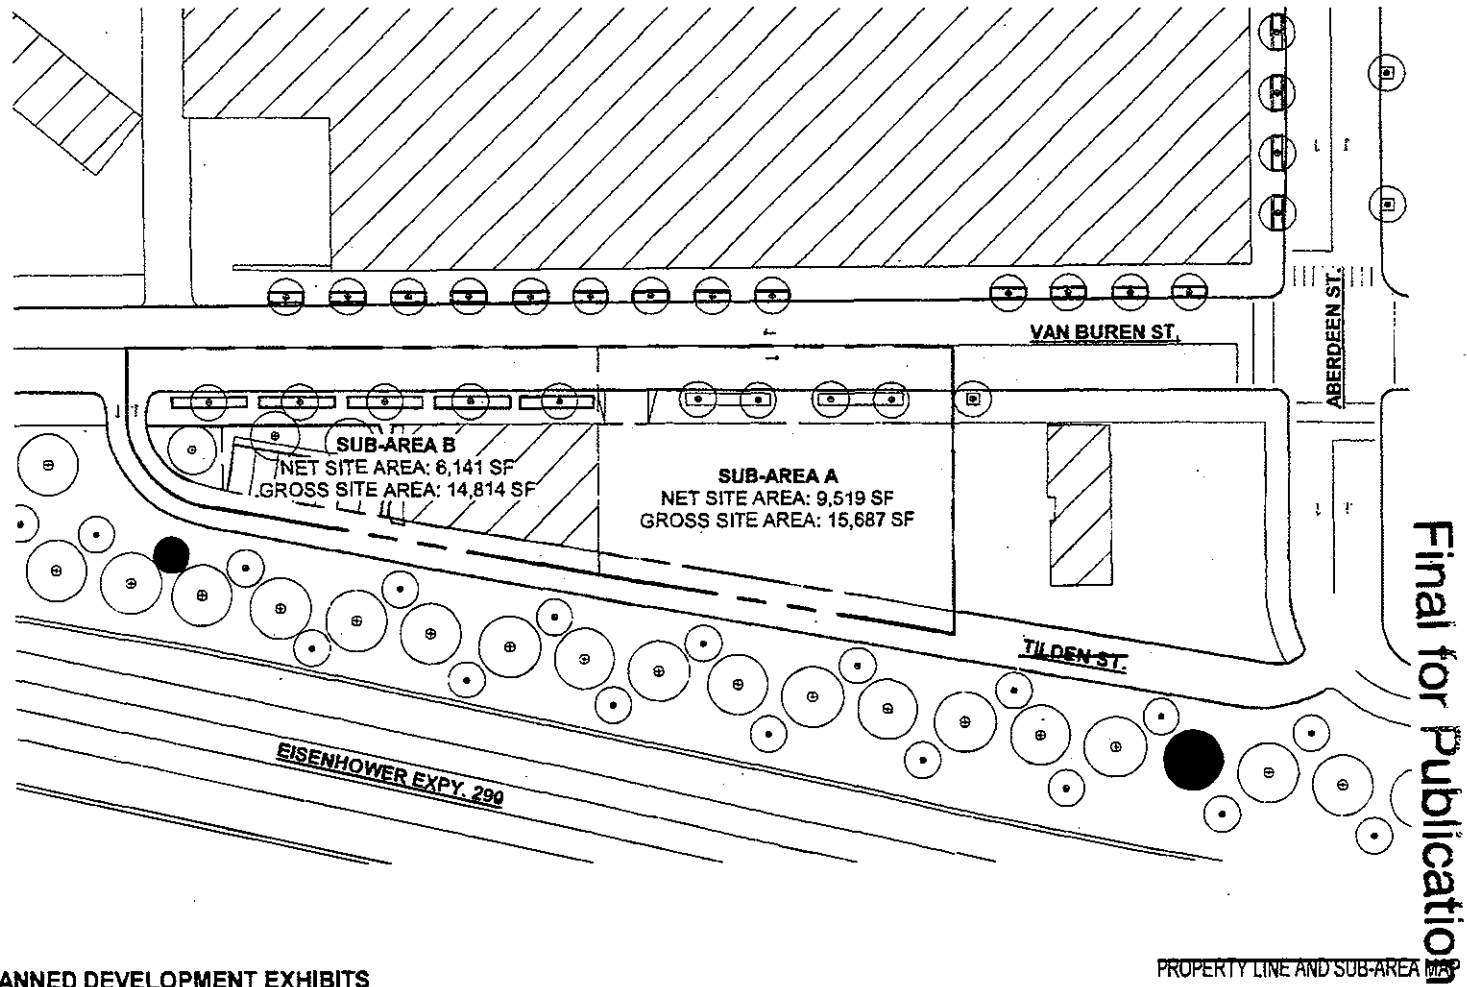 VAN BUREN ST.
ABERDEEN ST.
SUB-AREA B
NET SITE AREA: 6,141 SF
GROSS SITE AREA: 14,814 SF
SUB-AREA A
NET SITE AREA: 9,519 SF
GROSS SITE AREA: 15,687 SF
TILDEN ST.
EISENHOWER EXPY. 290
Final for Publication
ANNED DEVELOPMENT EXHIBITS
PROPERTY LINE AND SUB-AREA MAP